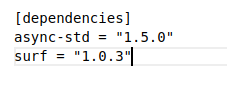 [dependencies]
async-std = "1.5.0"
surf = "1.0.3"